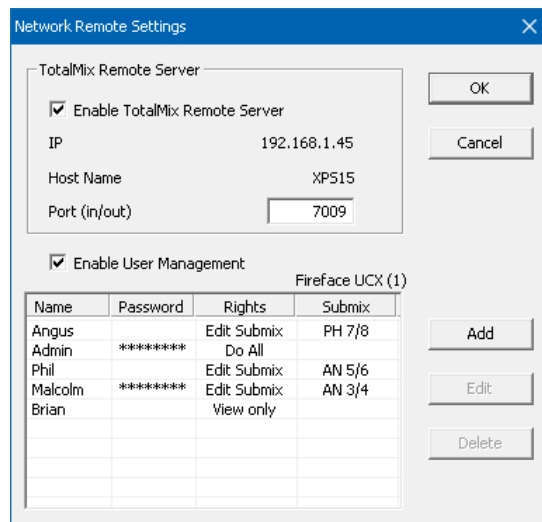 Network Remote Settings
TotalMix Remote Server
Enable TotalMix Remote Server
IP 192.168.1.45
Host Name XPS15
Port (in/out) 7009
OK
Cancel
Enable User Management
Fireface UCX (1)
Name Password Rights Submix
Angus Edit Submix PH 7/8
Admin ******** Do All
Phil Edit Submix AN 5/6
Malcolm ******** Edit Submix AN 3/4
Brian View only
Add
Edit
Delete